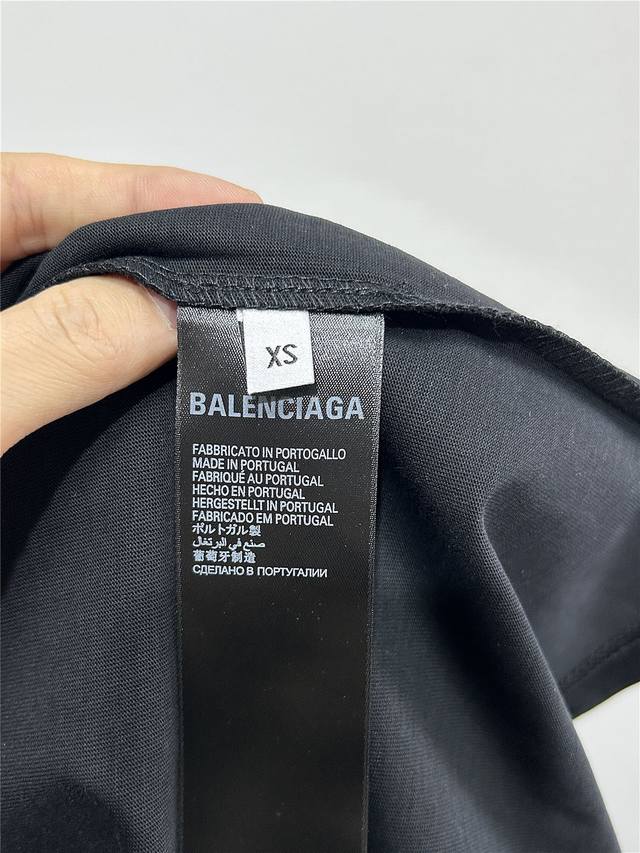 XS
BALENCIAGA
FABBRICATO IN PORTOGALLO
MADE IN PORTUGAL
FABRIQUÉ AU PORTUGAL
HECHO EN PORTUGAL
HERGESTELLT IN PORTUGAL
FABRICADO EM PORTUGAL
ポルトガル製
صنع في البرتغال
葡萄牙制造
СДЕЛАНО В ПОРТУГАЛИИ